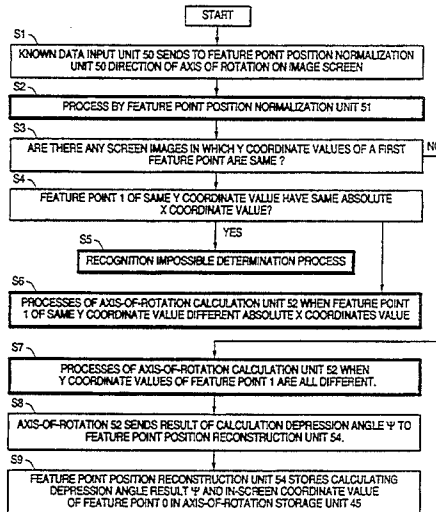 START
S1
KNOWN DATA INPUT UNIT 50 SENDS TO FEATURE POINT POSITION NORMALIZATION
UNIT 50 DIRECTION OF AXIS OF ROTATION ON IMAGE SCREEN
S2
PROCESS BY FEATURE POINT POSITION NORMALIZATION UNIT 51
S3
ARE THERE ANY SCREEN IMAGES IN WHICH Y COORDINATE VALUES OF A FIRST
FEATURE POINT ARE SAME ?
NO
S4
FEATURE POINT 1 OF SAME Y COORDINATE VALUE HAVE SAME ABSOLUTE
X COORDINATE VALUE?
YES
S5
RECOGNITION IMPOSSIBLE DETERMINATION PROCESS
S6
PROCESSES OF AXIS-OF-ROTATION CALCULATION UNIT 52 WHEN FEATURE POINT
1 OF SAME Y COORDINATE VALUE DIFFERENT ABSOLUTE X COORDINATES VALUE
S7
PROCESSES OF AXIS-OF-ROTATION CALCULATION UNIT 52 WHEN
Y COORDINATE VALUES OF FEATURE POINT 1 ARE ALL DIFFERENT.
S8
AXIS-OF-ROTATION 52 SENDS RESULT OF CALCULATION DEPRESSION ANGLE Ψ TO
FEATURE POINT POSITION RECONSTRUCTION UNIT 54.
S9
FEATURE POINT POSITION RECONSTRUCTION UNIT 54 STORES CALCULATING
DEPRESSION ANGLE RESULT Ψ AND IN-SCREEN COORDINATE VALUE
OF FEATURE POINT 0 IN AXIS-OF-ROTATION STORAGE UNIT 45